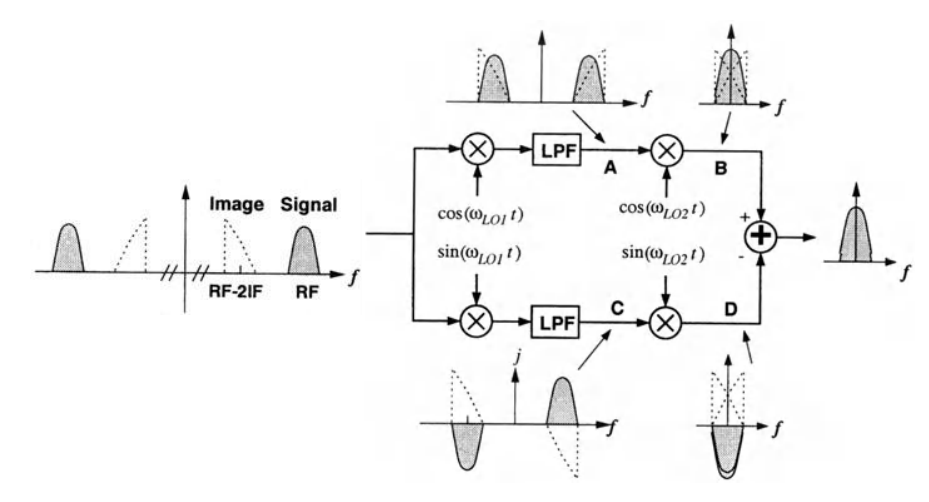 f
f
LPF
A
B
Image
Signal
cos(ω_LO1 t)
cos(ω_LO2 t)
+
+
sin(ω_LO1 t)
sin(ω_LO2 t)
-
f
RF-2IF
RF
f
LPF
C
D
j
f
f